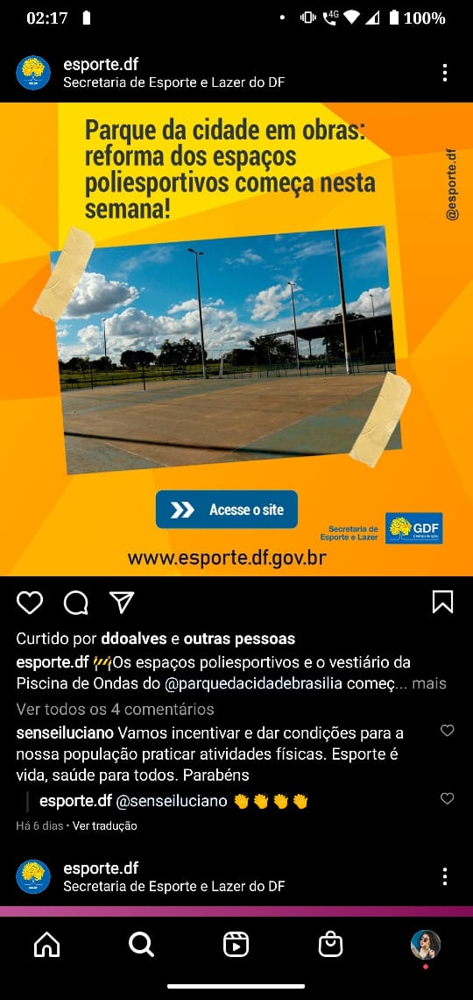 02:17
4G
100%
esporte.df
Secretaria de Esporte e Lazer do DF
Parque da cidade em obras:
reforma dos espaços
poliesportivos começa nesta
semana!
@esporte.df
Acesse o site
Secretaria de
Esporte e Lazer
GDF
www.esporte.df.gov.br
Curtido por ddoalves e outras pessoas
esporte.df 🚧Os espaços poliesportivos e o vestiário da
Piscina de Ondas do @parquedacidadebrasilia começ... mais
Ver todos os 4 comentários
senseiluciano Vamos incentivar e dar condições para a
nossa população praticar atividades físicas. Esporte é
vida, saúde para todos. Parabéns
esporte.df @senseiluciano 👏👏👏👏
Há 6 dias · Ver tradução
esporte.df
Secretaria de Esporte e Lazer do DF